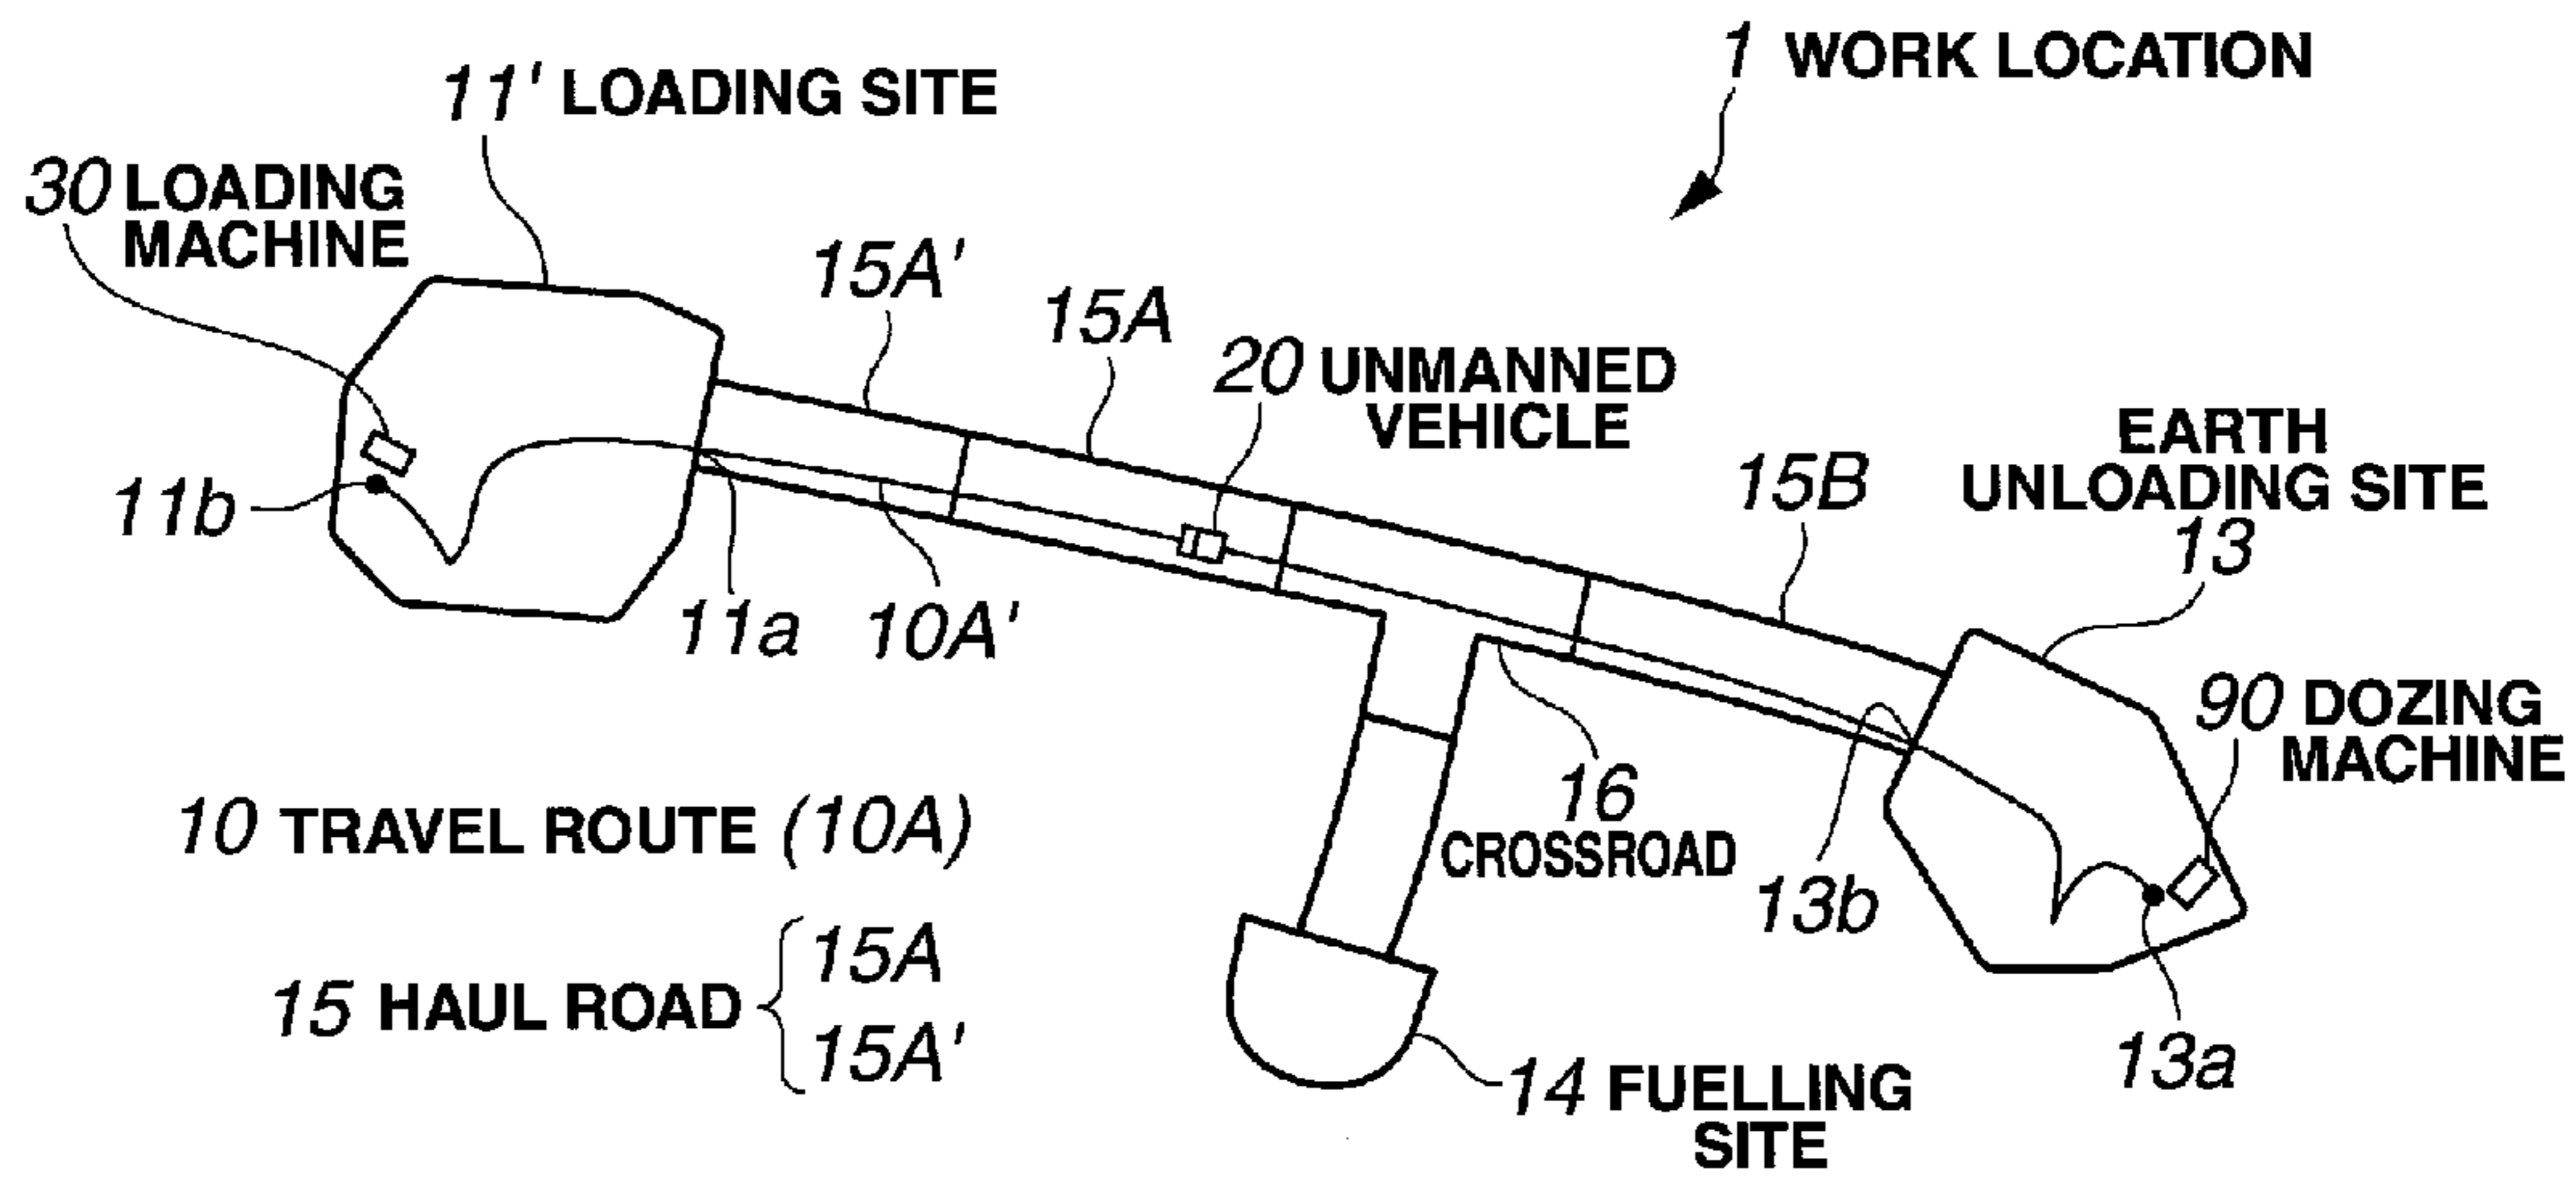 1 WORK LOCATION
11' LOADING SITE
30 LOADING
MACHINE
15A'
15A
20 UNMANNED
VEHICLE
EARTH
UNLOADING SITE
13
15B
11b
11a
10A'
90 DOZING
MACHINE
16
CROSSROAD
13b
10 TRAVEL ROUTE (10A)
15 HAUL ROAD
15A
15A'
13a
14 FUELLING
SITE